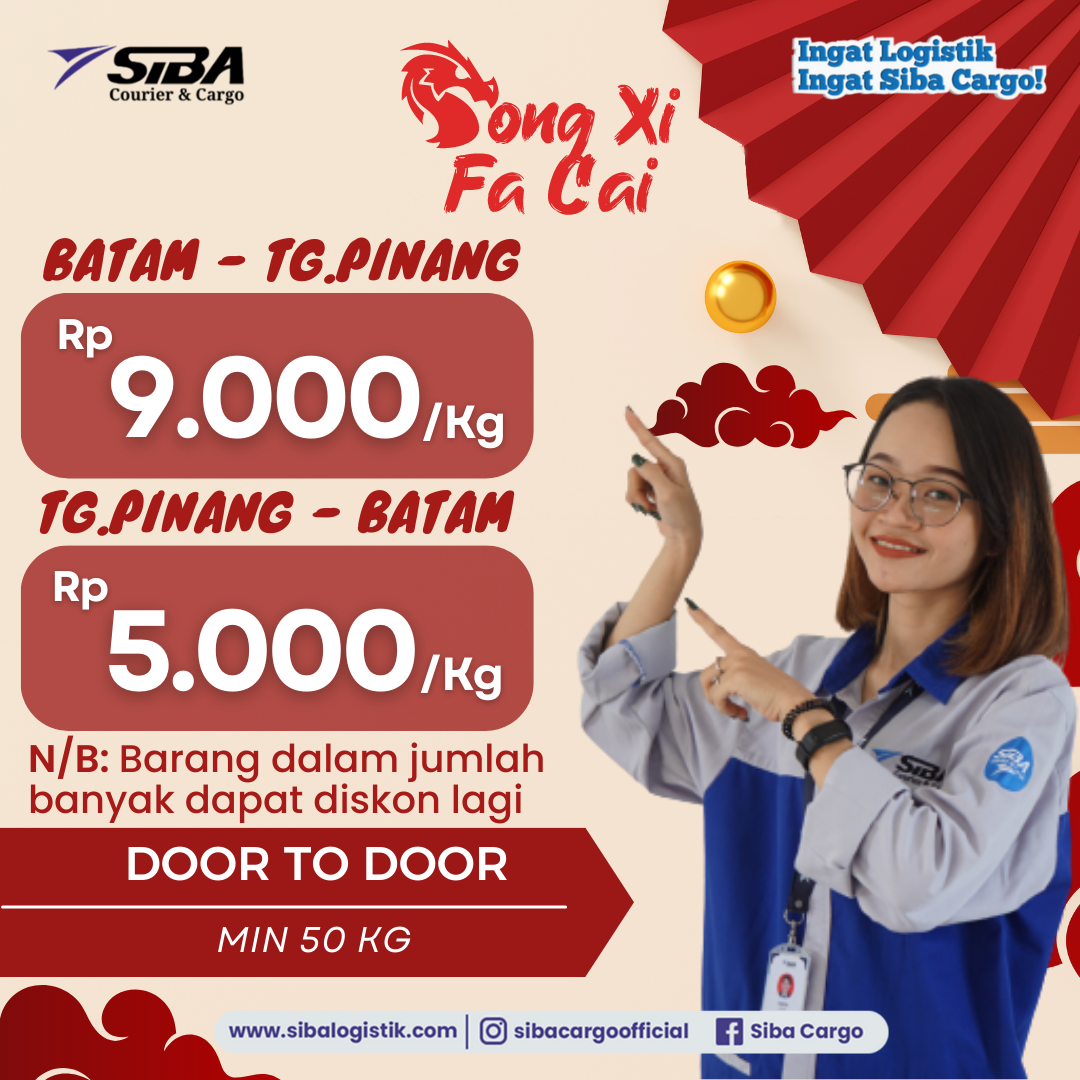 SIBA
Courier & Cargo
Ingat Logistik
Ingat Siba Cargo!
Gong Xi
Fa Cai
BATAM - TG.PINANG
Rp
9.000/Kg
TG.PINANG - BATAM
Rp
5.000/Kg
N/B: Barang dalam jumlah
banyak dapat diskon lagi
DOOR TO DOOR
MIN 50 KG
SIBA
SIBA
www.sibalogistik.com | sibacargoofficial Siba Cargo